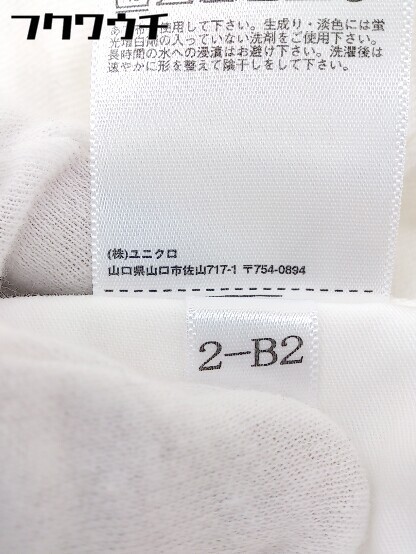 フクウクチ
あて布使用して下さい。生成り・淡色には蛍
光増白剤の入っていない洗剤をご使用下さい。
長時間の水への浸漬はお避け下さい。洗濯後は
速やかに形を整えて陰干しをして下さい。
(株)ユニクロ
山口県山口市佐山717-1 〒754-0894
2-B2